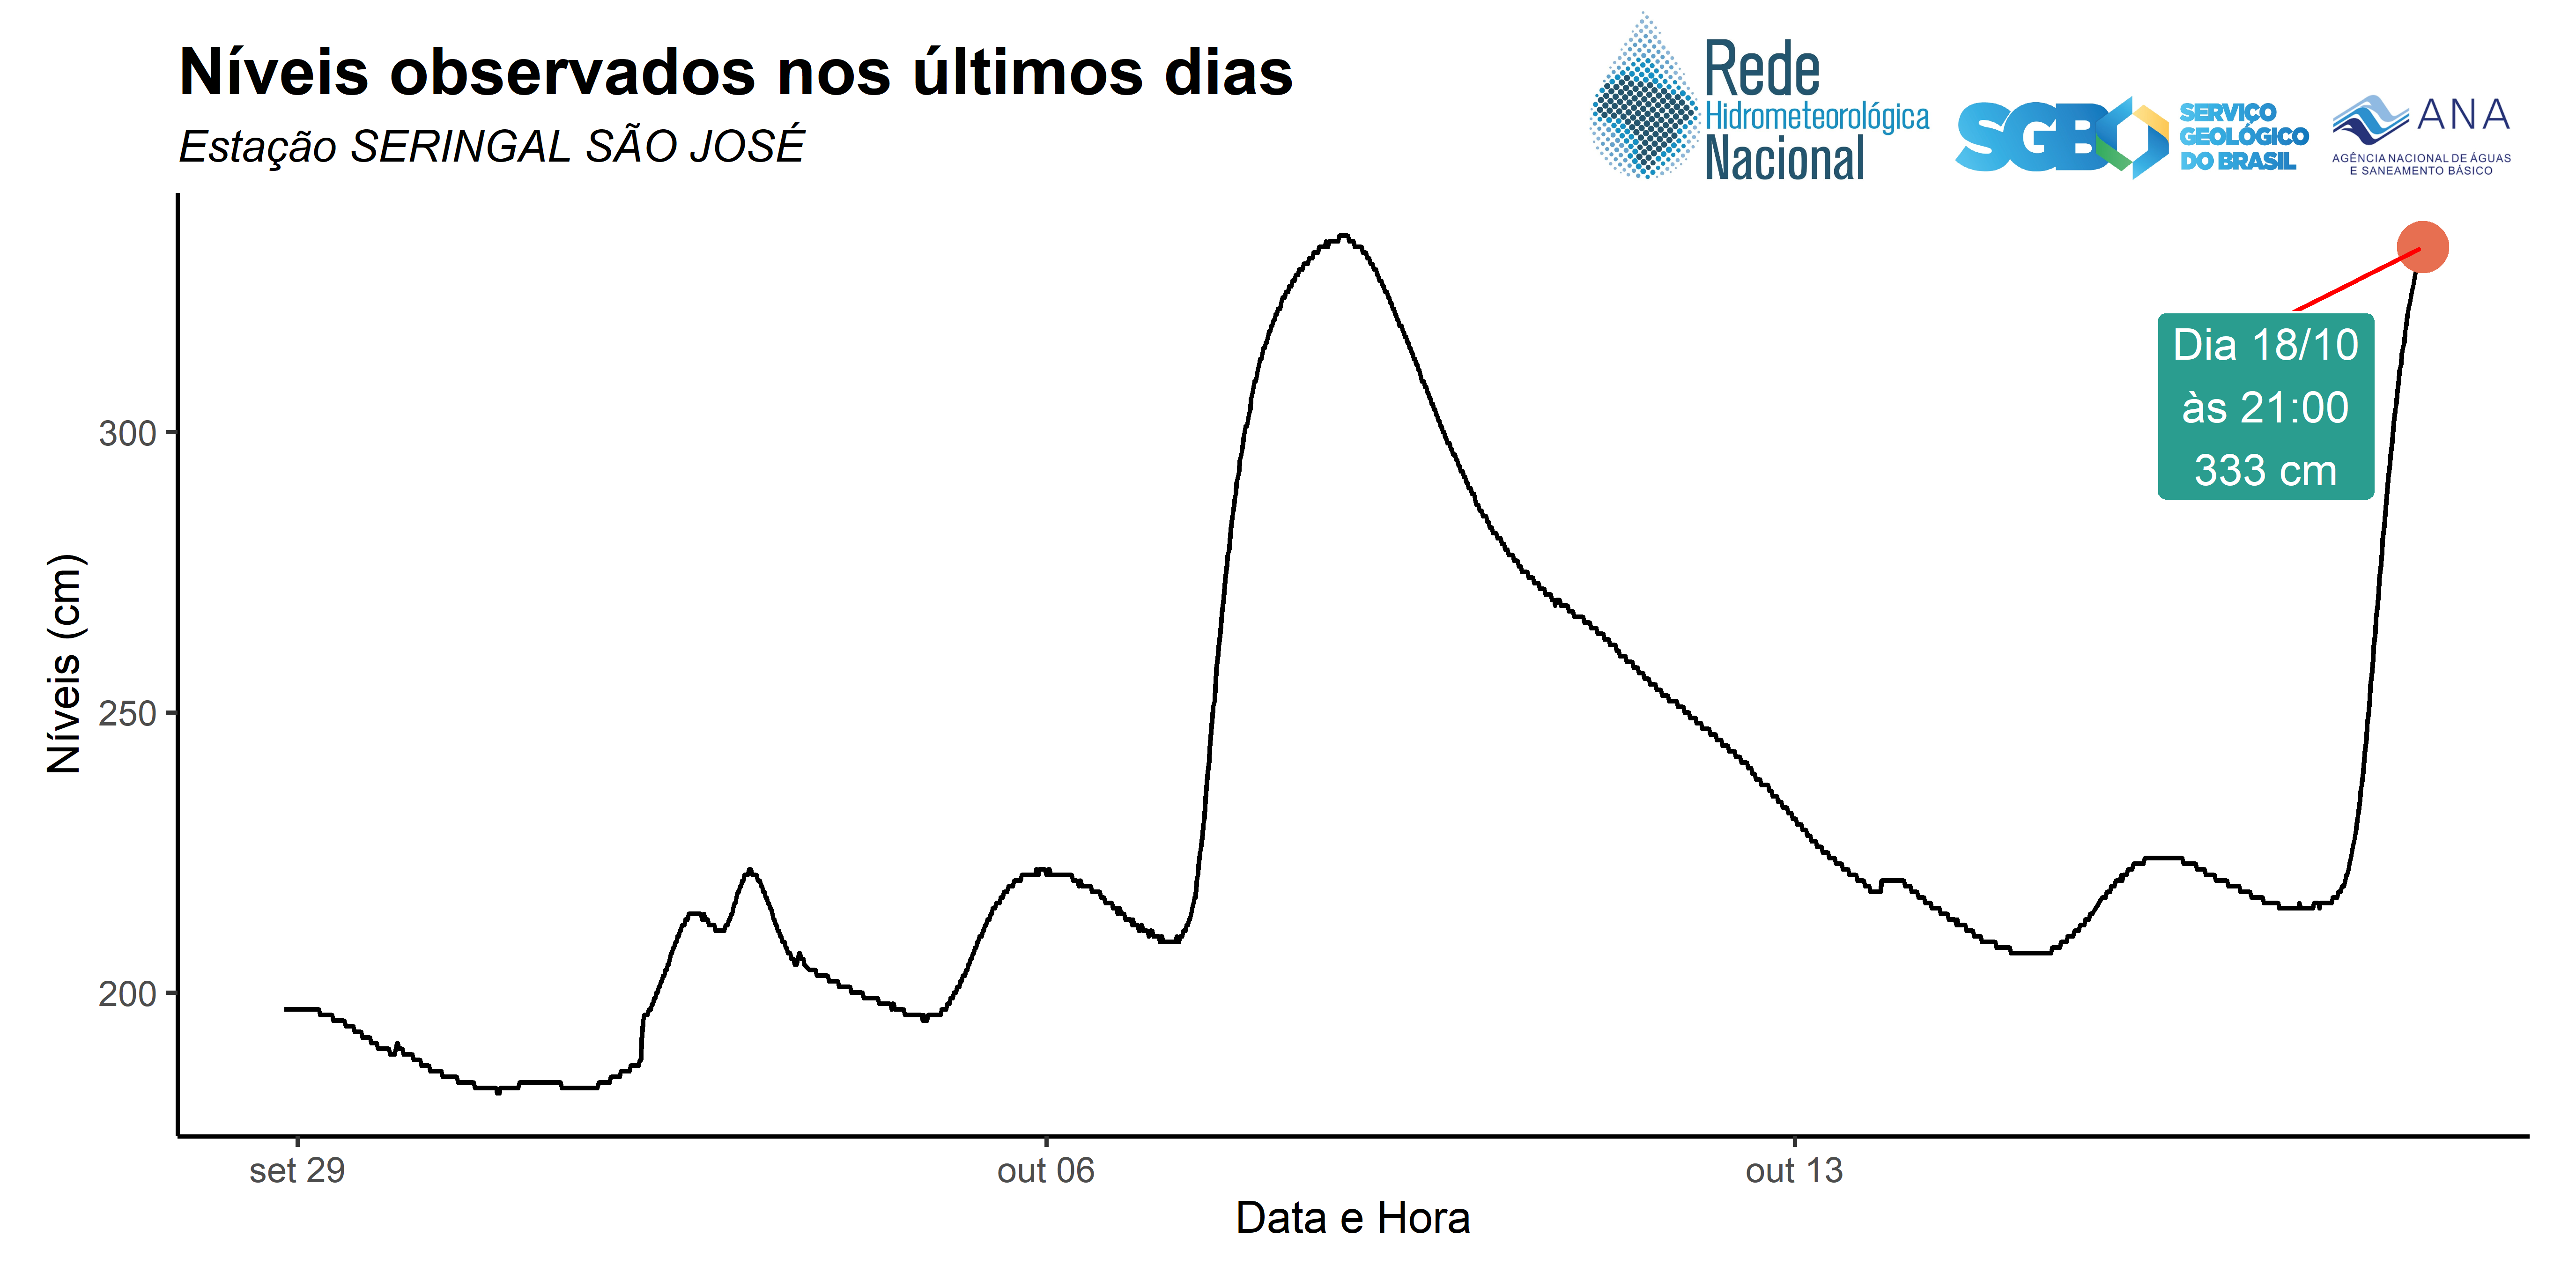 Níveis observados nos últimos dias
Estação SERINGAL SÃO JOSÉ
Rede
Hidrometeorológica
Nacional
SGB
SERVIÇO
GEOLÓGICO
DO BRASIL
ANA
AGÊNCIA NACIONAL DE ÁGUAS
E SANEAMENTO BÁSICO
Dia 18/10
às 21:00
333 cm
Níveis (cm)
300
250
200
set 29
out 06
out 13
Data e Hora